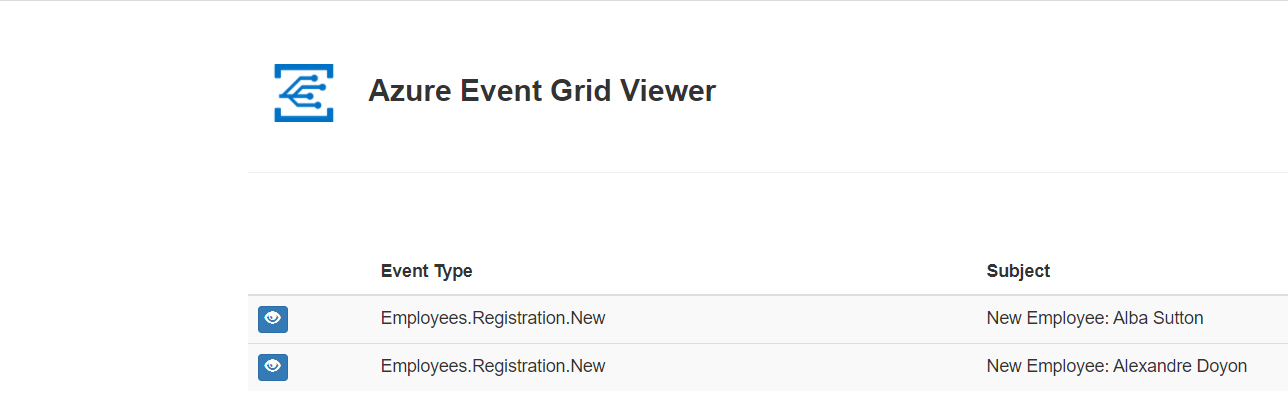 Azure Event Grid Viewer
Event Type Subject
Employees.Registration.New New Employee: Alba Sutton
Employees.Registration.New New Employee: Alexandre Doyon